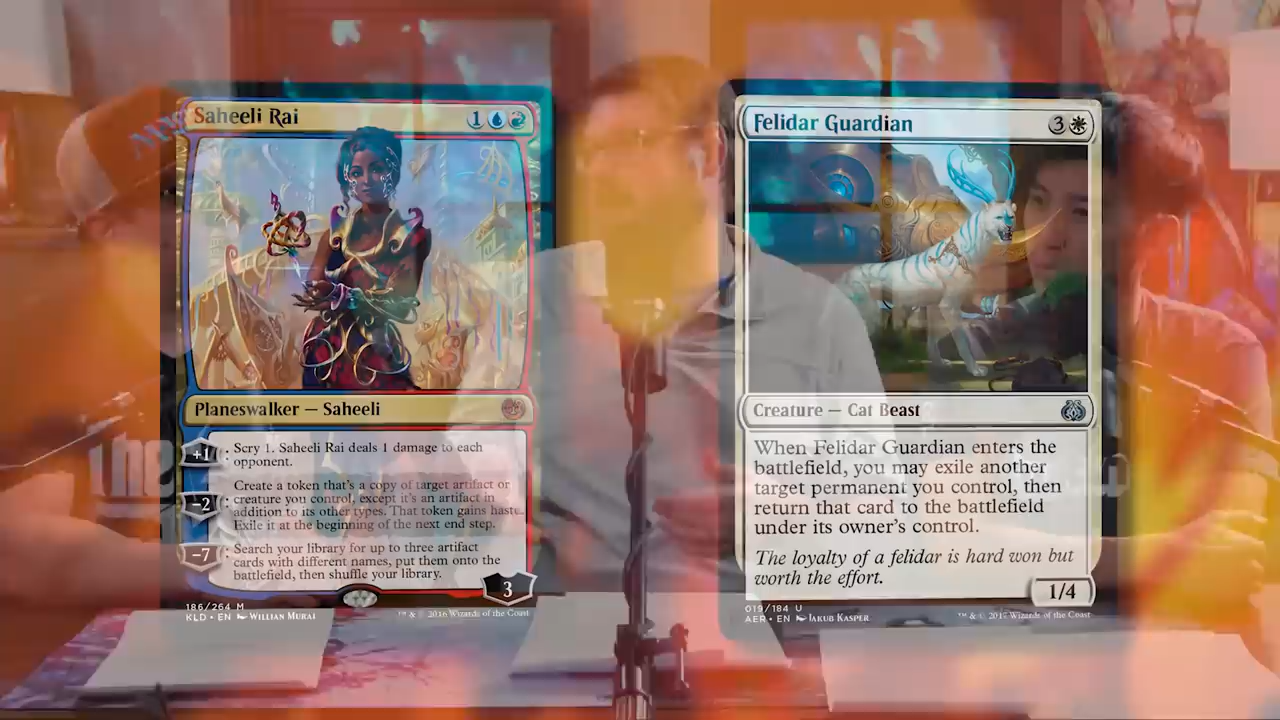 Saheeli Rai
1
Planeswalker — Saheeli
+1 : Scry 1. Saheeli Rai deals 1 damage to each
opponent.
−2 : Create a token that's a copy of target artifact or
creature you control, except it's an artifact in
addition to its other types. That token gains haste.
Exile it at the beginning of the next end step.
−7 : Search your library for up to three artifact
cards with different names, put them onto the
battlefield, then shuffle your library.
3
186/264 M
KLD • EN Willian Murai
™ & © 2016 Wizards of the Coast
Felidar Guardian
3
Creature — Cat Beast
When Felidar Guardian enters the
battlefield, you may exile another
target permanent you control, then
return that card to the battlefield
under its owner's control.
The loyalty of a felidar is hard won but
worth the effort.
1/4
019/184 U
AER • EN Jakub Kasper
™ & © 2017 Wizards of the Coast
The